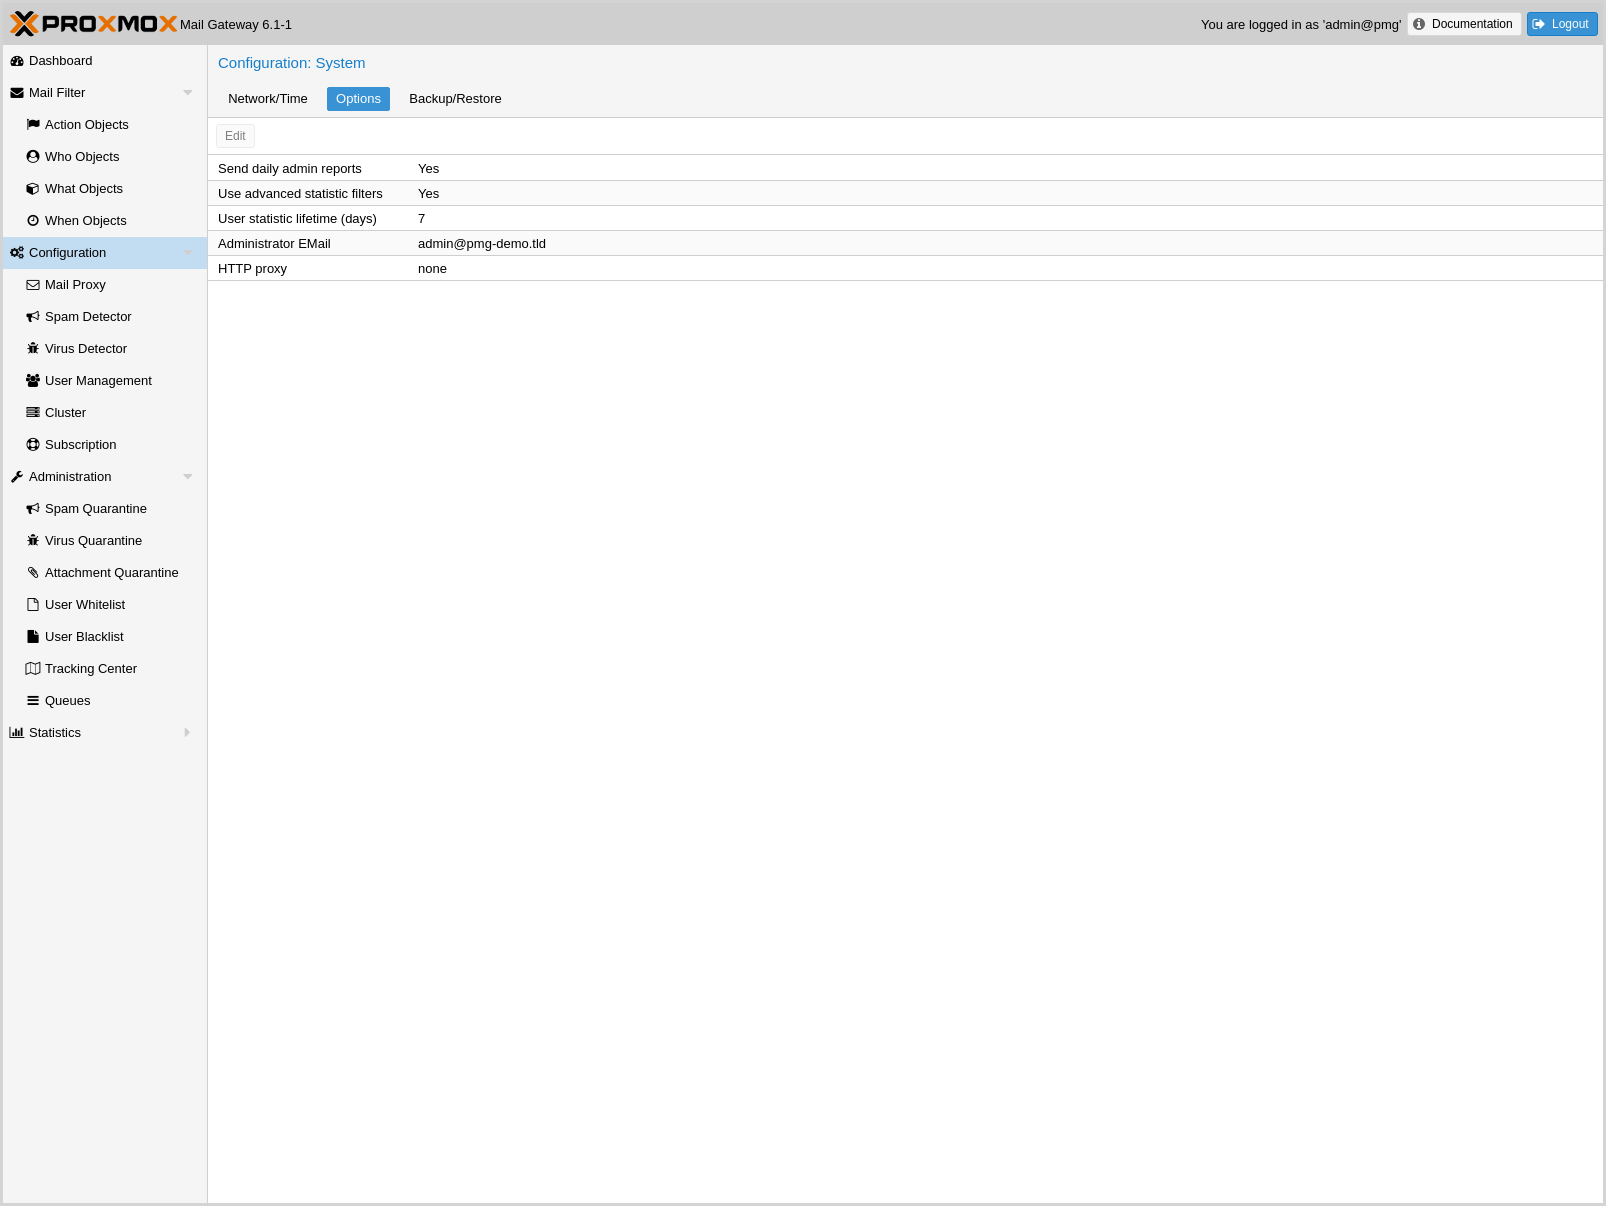 PROXMOX Mail Gateway 6.1-1
You are logged in as 'admin@pmg' Documentation Logout
Dashboard
Mail Filter
Action Objects
Who Objects
What Objects
When Objects
Configuration
Mail Proxy
Spam Detector
Virus Detector
User Management
Cluster
Subscription
Administration
Spam Quarantine
Virus Quarantine
Attachment Quarantine
User Whitelist
User Blacklist
Tracking Center
Queues
Statistics
Configuration: System
Network/Time Options Backup/Restore
Edit
Send daily admin reports Yes
Use advanced statistic filters Yes
User statistic lifetime (days) 7
Administrator EMail admin@pmg-demo.tld
HTTP proxy none